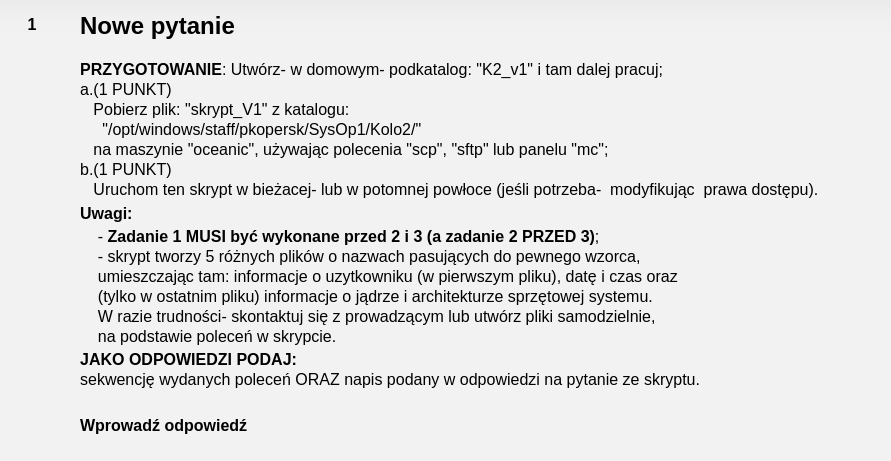 1 Nowe pytanie
PRZYGOTOWANIE: Utwórz- w domowym- podkatalog: "K2_v1" i tam dalej pracuj;
a.(1 PUNKT)
Pobierz plik: "skrypt_V1" z katalogu:
"/opt/windows/staff/pkopersk/SysOp1/Kolo2/"
na maszynie "oceanic", używając polecenia "scp", "sftp" lub panelu "mc";
b.(1 PUNKT)
Uruchom ten skrypt w bieżacej- lub w potomnej powłoce (jeśli potrzeba- modyfikując prawa dostępu).
Uwagi:
- Zadanie 1 MUSI być wykonane przed 2 i 3 (a zadanie 2 PRZED 3);
- skrypt tworzy 5 różnych plików o nazwach pasujących do pewnego wzorca,
umieszczając tam: informacje o uzytkowniku (w pierwszym pliku), datę i czas oraz
(tylko w ostatnim pliku) informacje o jądrze i architekturze sprzętowej systemu.
W razie trudności- skontaktuj się z prowadzącym lub utwórz pliki samodzielnie,
na podstawie poleceń w skrypcie.
JAKO ODPOWIEDZI PODAJ:
sekwencję wydanych poleceń ORAZ napis podany w odpowiedzi na pytanie ze skryptu.
Wprowadź odpowiedź